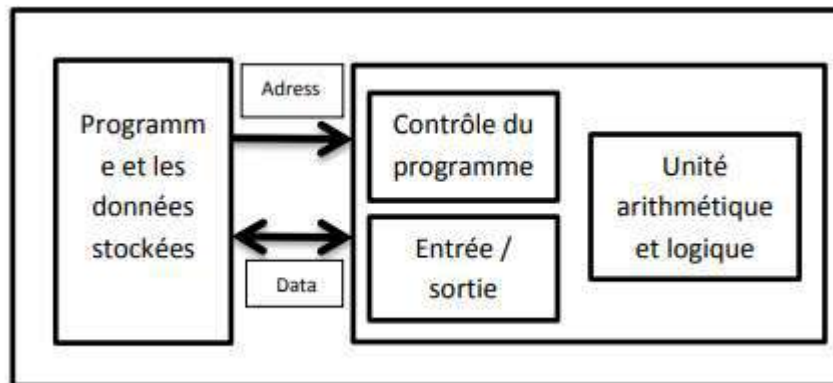 Programm
e et les
données
stockées
Adress
Data
Contrôle du
programme
Entrée /
sortie
Unité
arithmétique
et logique